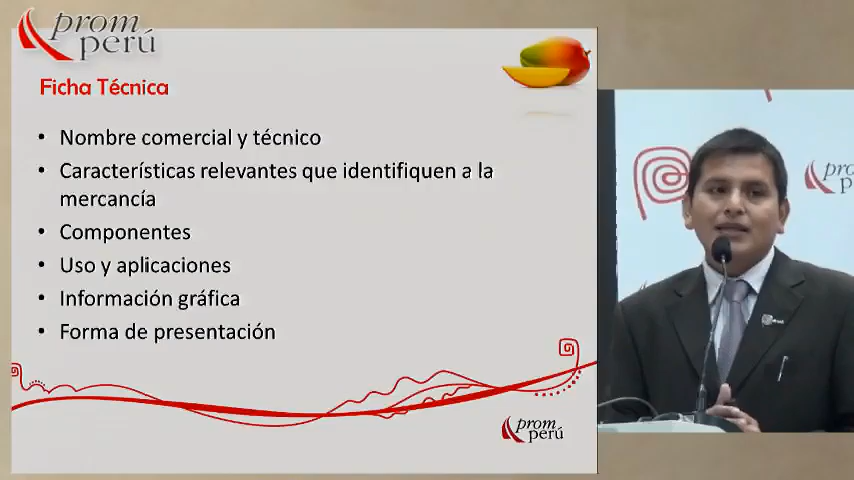 prom
perú
Ficha Técnica
• Nombre comercial y técnico
• Características relevantes que identifiquen a la
mercancía
• Componentes
• Uso y aplicaciones
• Información gráfica
• Forma de presentación
prom
perú